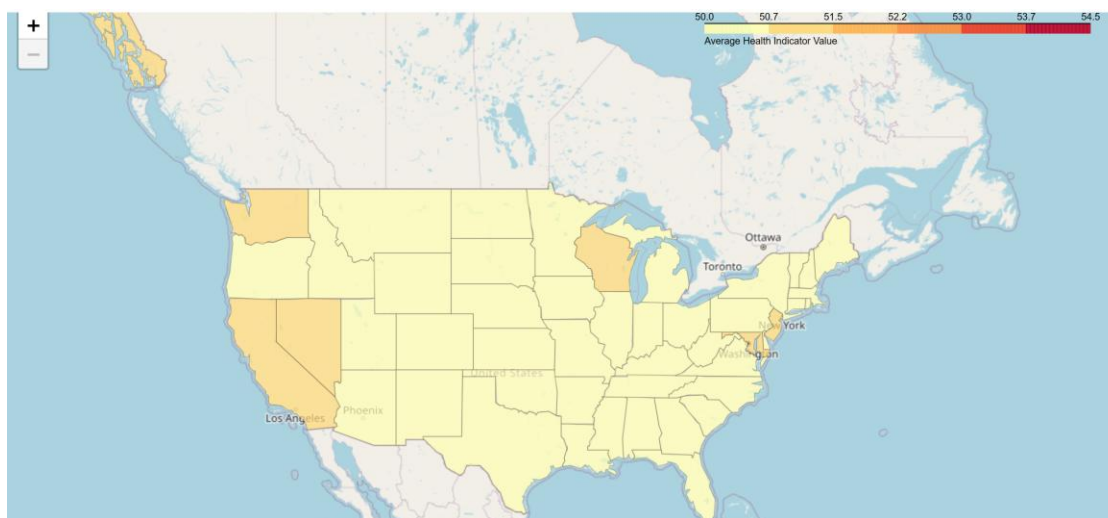 +
−
50.0 50.7 51.5 52.2 53.0 53.7 54.5
Average Health Indicator Value
Ottawa
Toronto
New York
Washington
United States
Los Angeles
Phoenix